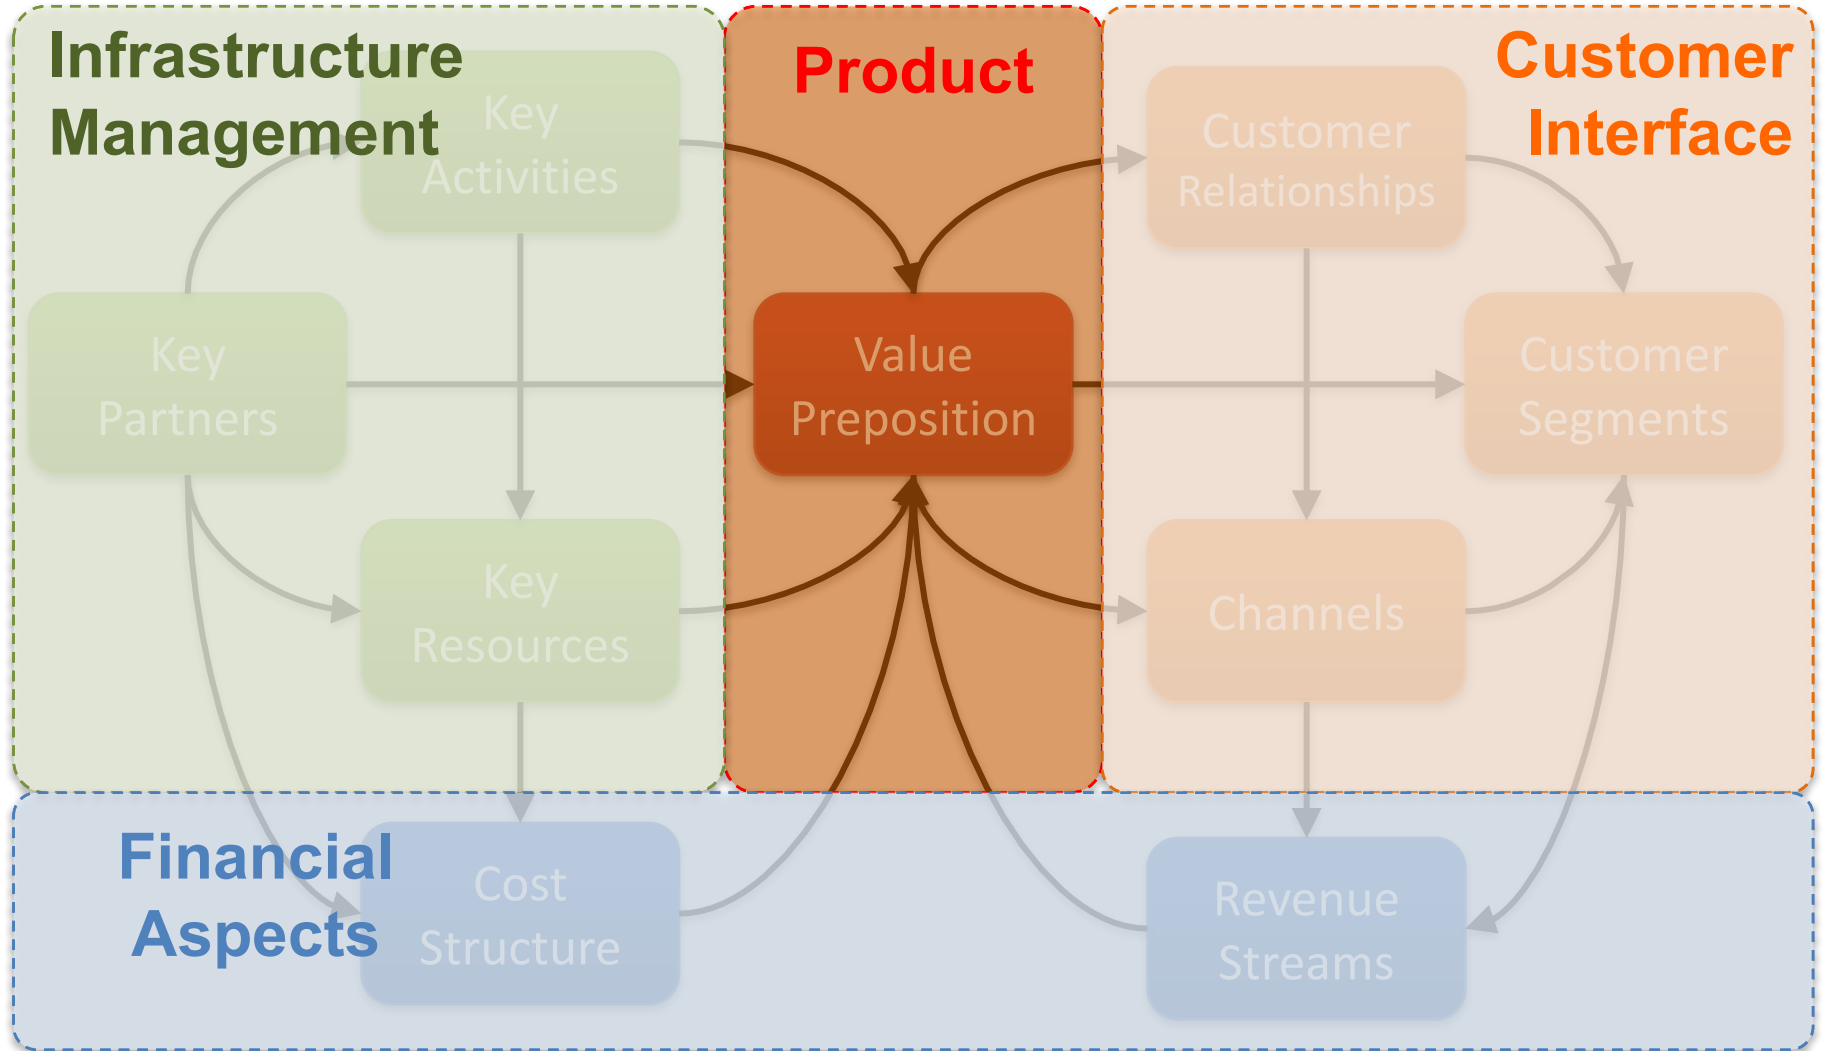 Infrastructure
Management
Product
Customer
Interface
Key
Activities
Customer
Relationships
Key
Partners
Value
Preposition
Customer
Segments
Key
Resources
Channels
Financial
Aspects
Cost
Structure
Revenue
Streams